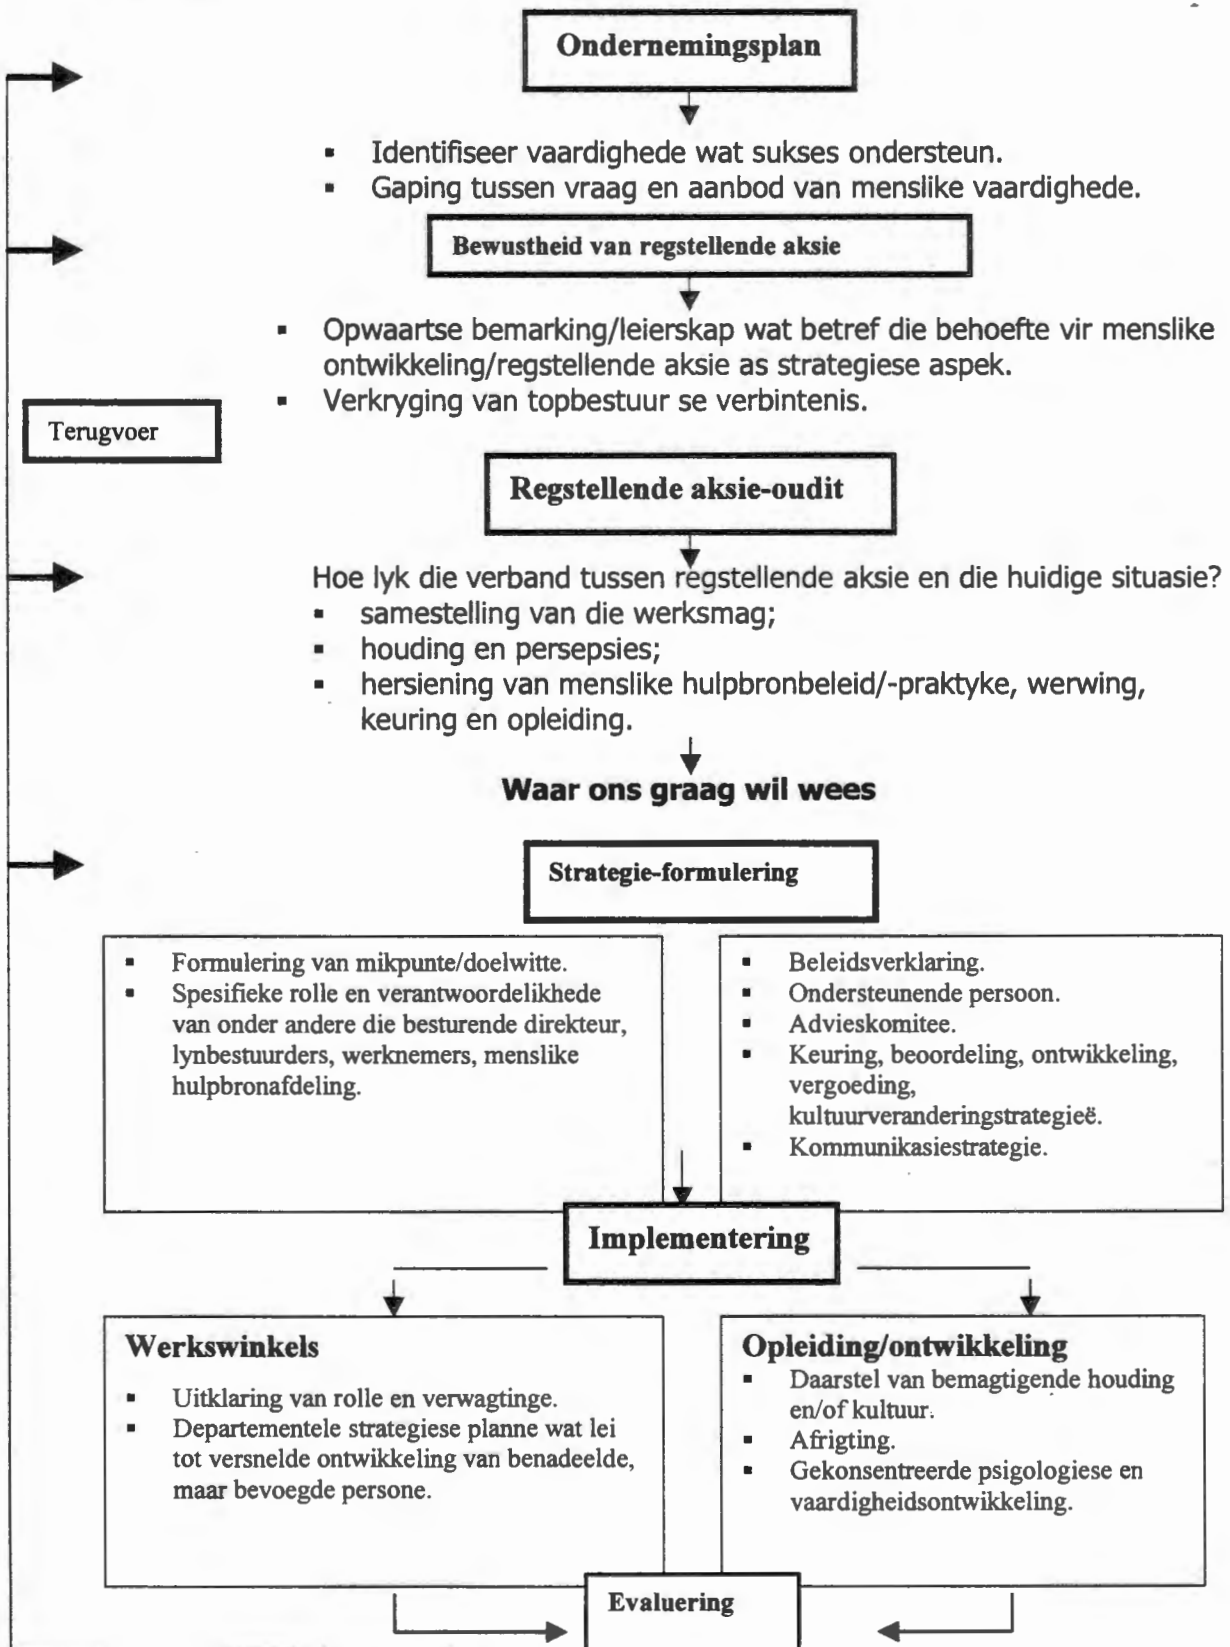 Ondernemingsplan
▪ Identifiseer vaardighede wat sukses ondersteun.
▪ Gaping tussen vraag en aanbod van menslike vaardighede.
Bewustheid van regstellende aksie
▪ Opwaartse bemarking/leierskap wat betref die behoefte vir menslike
ontwikkeling/regstellende aksie as strategiese aspek.
▪ Verkryging van topbestuur se verbintenis.
Terugvoer
Regstellende aksie-oudit
Hoe lyk die verband tussen regstellende aksie en die huidige situasie?
▪ samestelling van die werksmag;
▪ houding en persepsies;
▪ hersiening van menslike hulpbronbeleid/-praktyke, werwing,
keuring en opleiding.
Waar ons graag wil wees
Strategie-formulering
▪ Formulering van mikpunte/doelwitte.
▪ Spesifieke rolle en verantwoordelikhede
van onder andere die besturende direkteur,
lynbestuurders, werknemers, menslike
hulpbronafdeling.
▪ Beleidsverklaring.
▪ Ondersteunende persoon.
▪ Advieskomitee.
▪ Keuring, beoordeling, ontwikkeling,
vergoeding,
kultuurveranderingstrategieë.
▪ Kommunikasiestrategie.
Implementering
Werkswinkels
▪ Uitklaring van rolle en verwagtinge.
▪ Departementele strategiese planne wat lei
tot versnelde ontwikkeling van benadeelde,
maar bevoegde persone.
Opleiding/ontwikkeling
▪ Daarstel van bemagtigende houding
en/of kultuur.
▪ Afrigting.
▪ Gekonsentreerde psigologiese en
vaardigheidsontwikkeling.
Evaluering